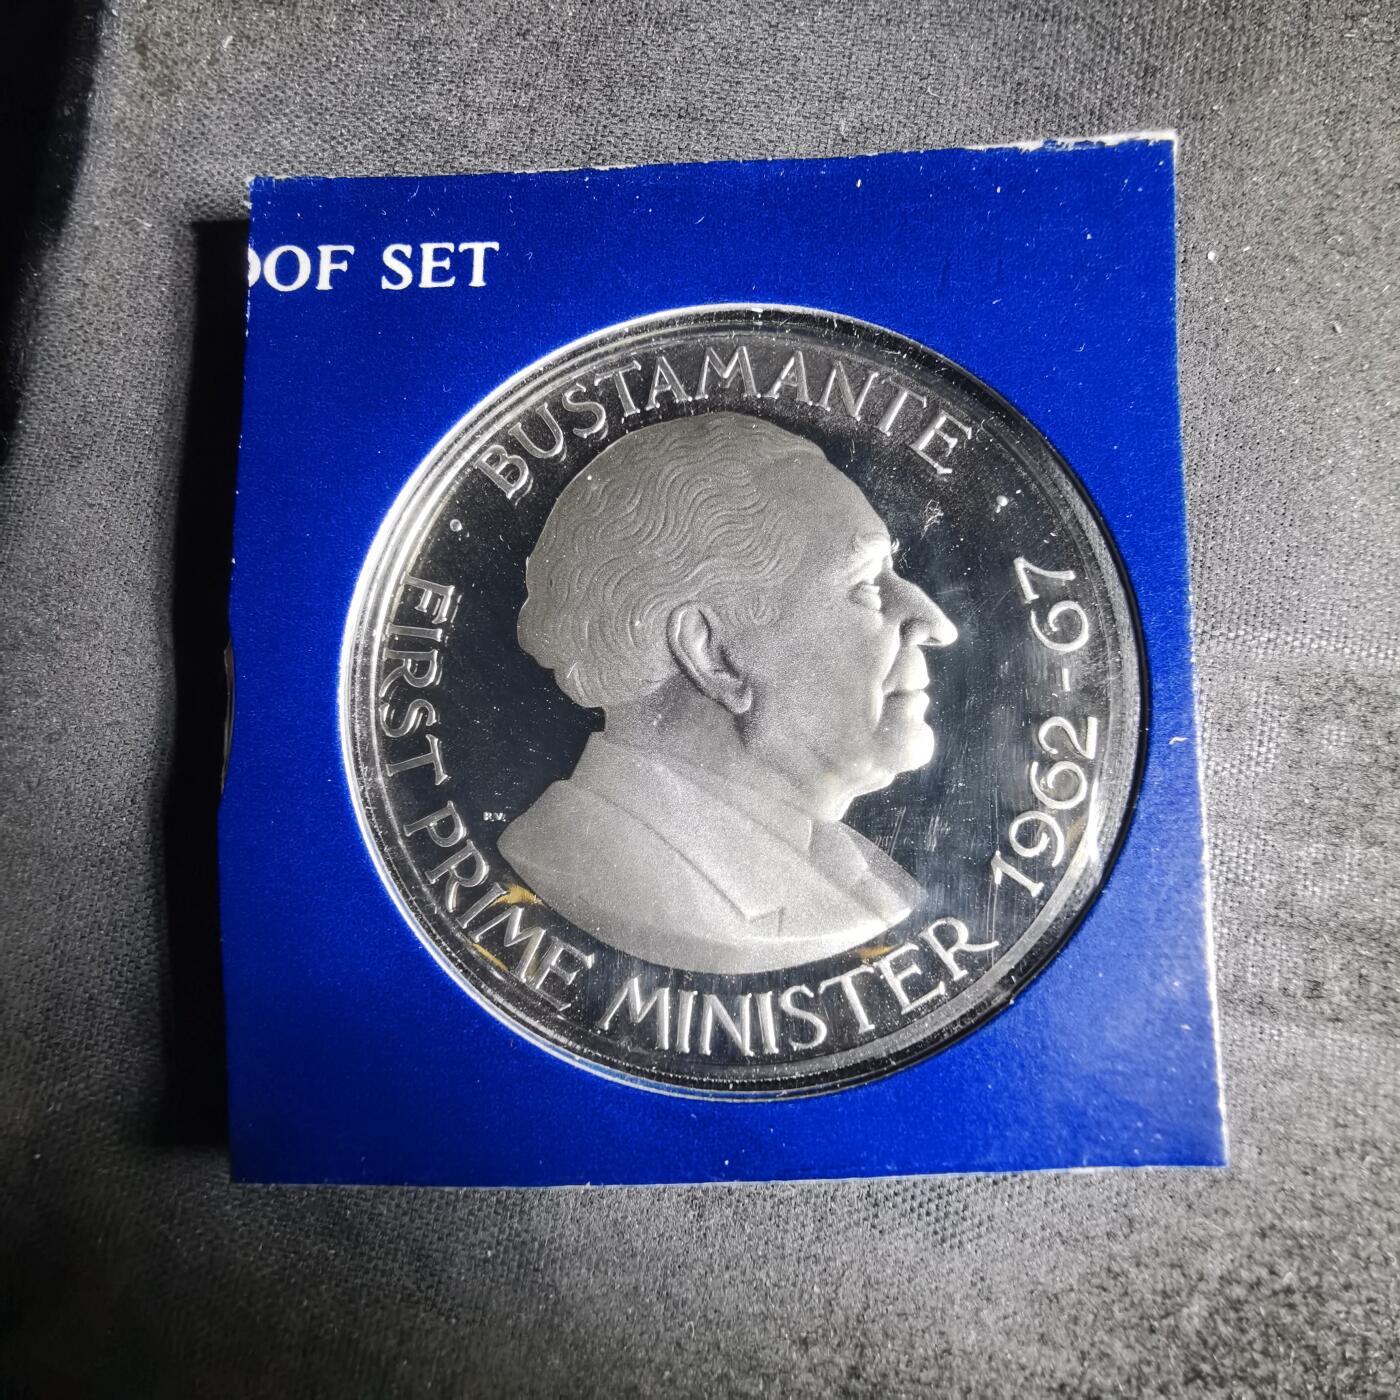 OOF SET
· BUSTAMANTE ·
FIRST PRIME MINISTER 1962-67
R.V.